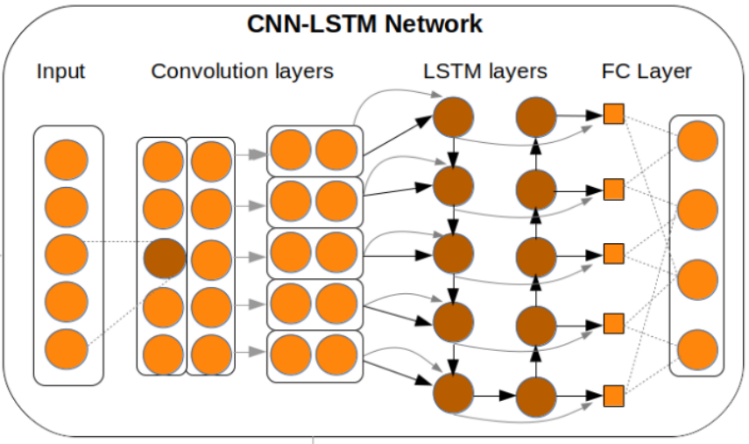 CNN-LSTM Network
Input
Convolution layers
LSTM layers
FC Layer